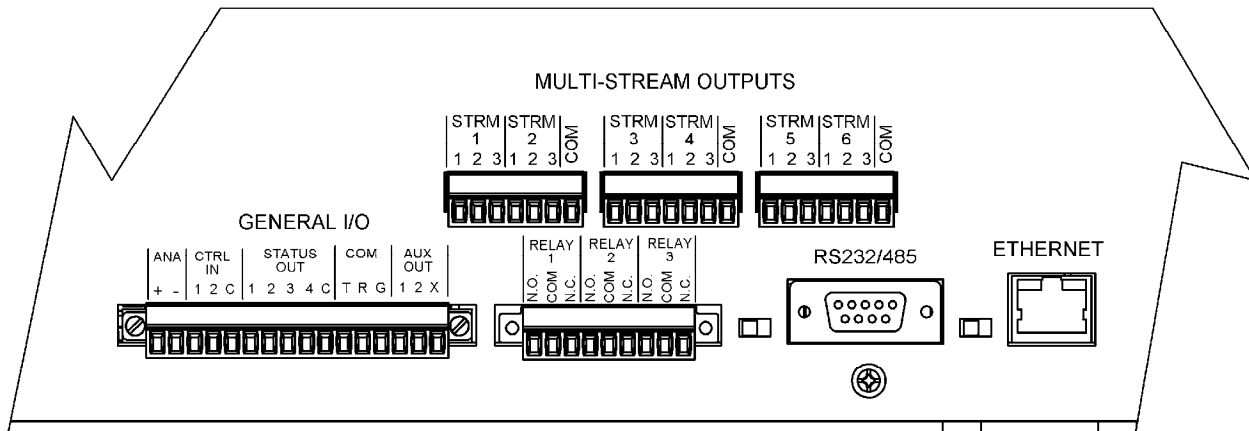 MULTI-STREAM OUTPUTS
STRM 1 STRM 2 COM
1 2 3 1 2 3
STRM 3 STRM 4 COM
1 2 3 1 2 3
STRM 5 STRM 6 COM
1 2 3 1 2 3
GENERAL I/O
ANA CTRL IN STATUS OUT COM AUX OUT
+ - 1 2 C 1 2 3 4 C T R G 1 2 X
RELAY 1 RELAY 2 RELAY 3
N.O. COM N.C. N.O. COM N.C. N.O. COM N.C.
RS232/485
ETHERNET